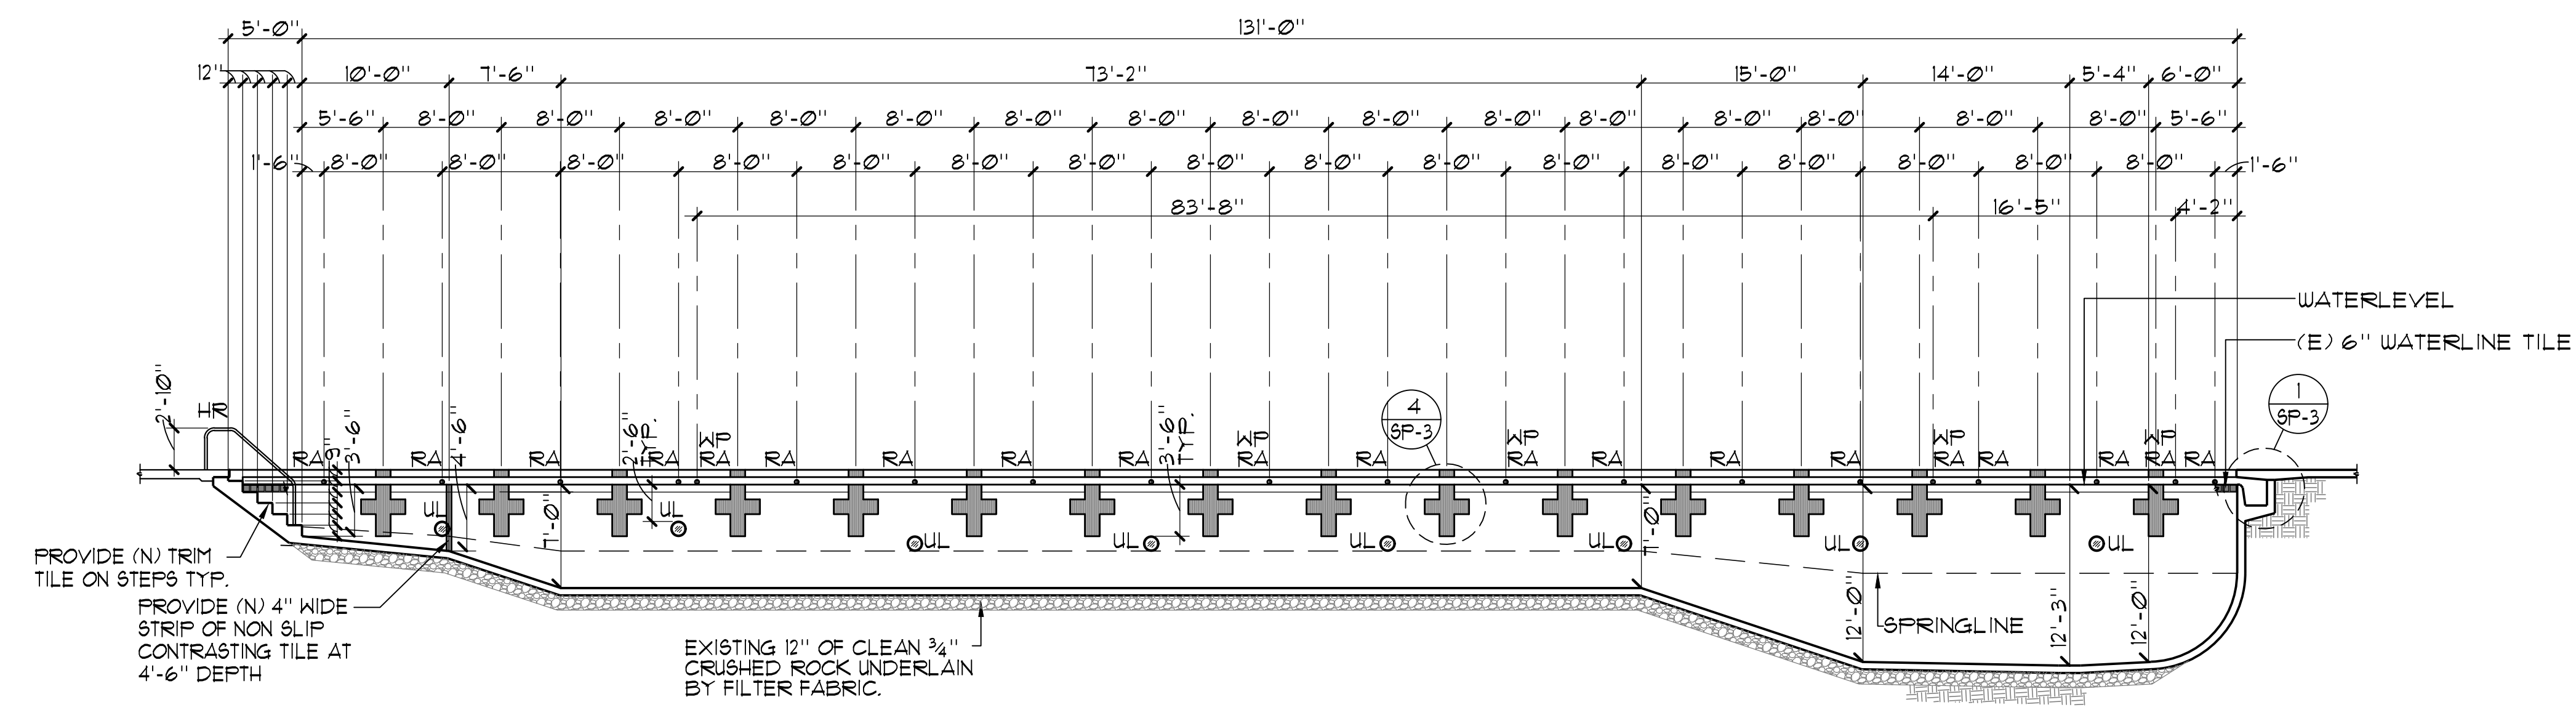 5'-0" 131'-0"
12" 10'-0" 7'-6" 73'-2" 15'-0" 14'-0" 5'-4" 6'-0"
5'-6" 8'-0" 8'-0" 8'-0" 8'-0" 8'-0" 8'-0" 8'-0" 8'-0" 8'-0" 8'-0" 8'-0" 8'-0" 8'-0" 8'-0" 8'-0" 5'-6"
1'-6" 8'-0" 8'-0" 8'-0" 8'-0" 8'-0" 8'-0" 8'-0" 8'-0" 8'-0" 8'-0" 8'-0" 8'-0" 8'-0" 8'-0" 8'-0" 8'-0" 1'-6"
83'-8" 16'-5" 4'-2"
WATERLEVEL
(E) 6" WATERLINE TILE
2'-10"
HR
4
SP-3
1
SP-3
WP WP WP WP WP
RA RA RA RA RA RA RA RA RA RA RA RA RA RA RA RA RA RA RA RA RA
9"
3'-6"
4'-6"
2'-6"
TYP.
3'-6"
TYP.
UL UL UL UL UL UL UL UL
7'-0"
7'-0"
12'-0"
12'-3"
12'-0"
SPRINGLINE
PROVIDE (N) TRIM
TILE ON STEPS TYP.
PROVIDE (N) 4" WIDE
STRIP OF NON SLIP
CONTRASTING TILE AT
4'-6" DEPTH
EXISTING 12" OF CLEAN ¾"
CRUSHED ROCK UNDERLAIN
BY FILTER FABRIC.